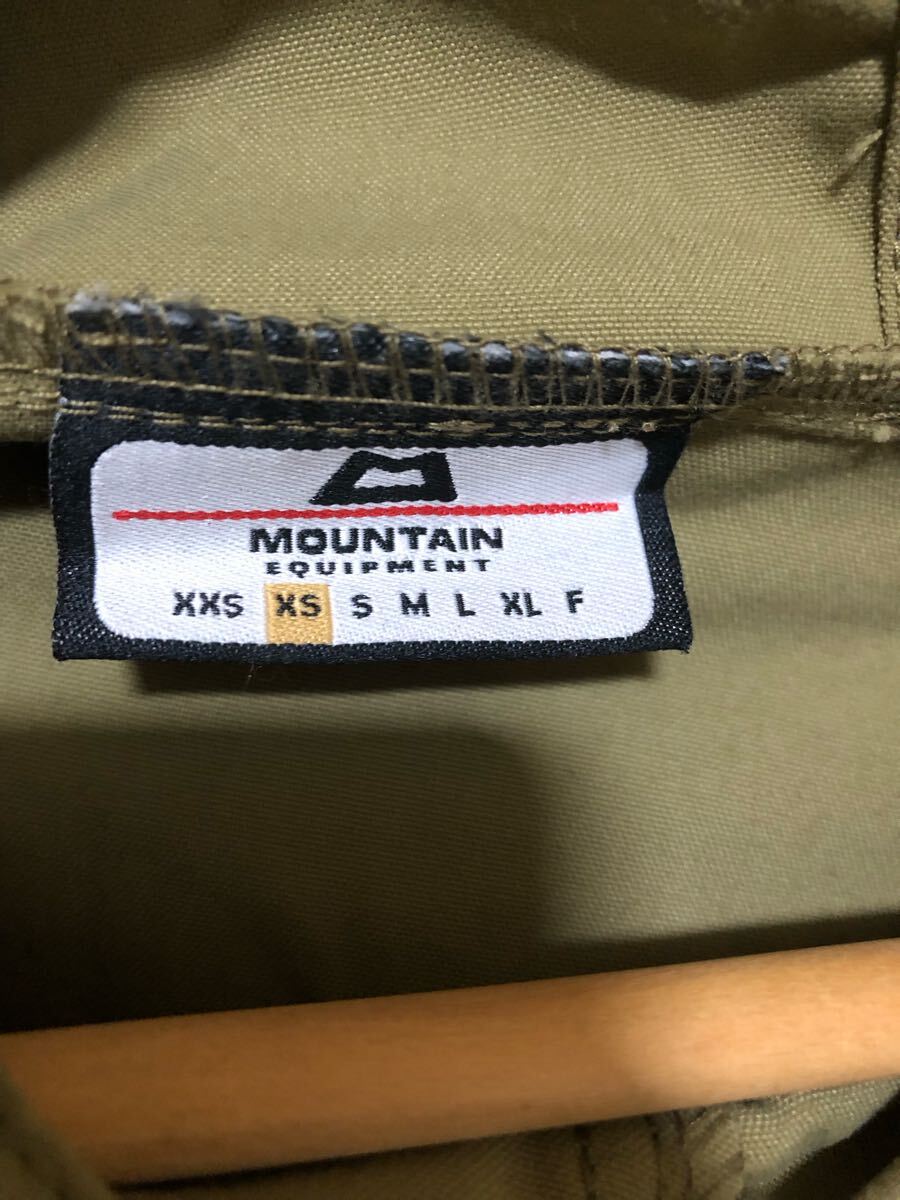 MOUNTAIN
EQUIPMENT
XXS XS S M L XL F